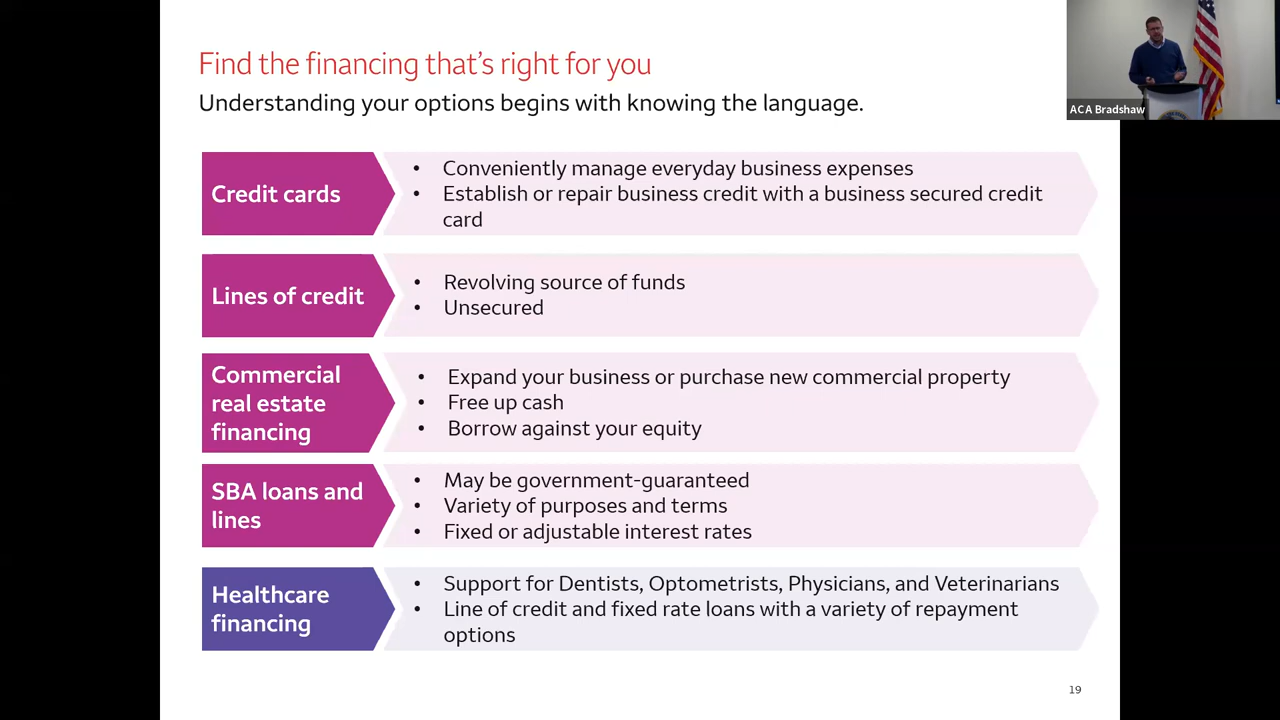 Find the financing that's right for you
Understanding your options begins with knowing the language.
ACA Bradshaw
Credit cards
• Conveniently manage everyday business expenses
• Establish or repair business credit with a business secured credit
card
Lines of credit
• Revolving source of funds
• Unsecured
Commercial
real estate
financing
• Expand your business or purchase new commercial property
• Free up cash
• Borrow against your equity
SBA loans and
lines
• May be government-guaranteed
• Variety of purposes and terms
• Fixed or adjustable interest rates
Healthcare
financing
• Support for Dentists, Optometrists, Physicians, and Veterinarians
• Line of credit and fixed rate loans with a variety of repayment
options
19